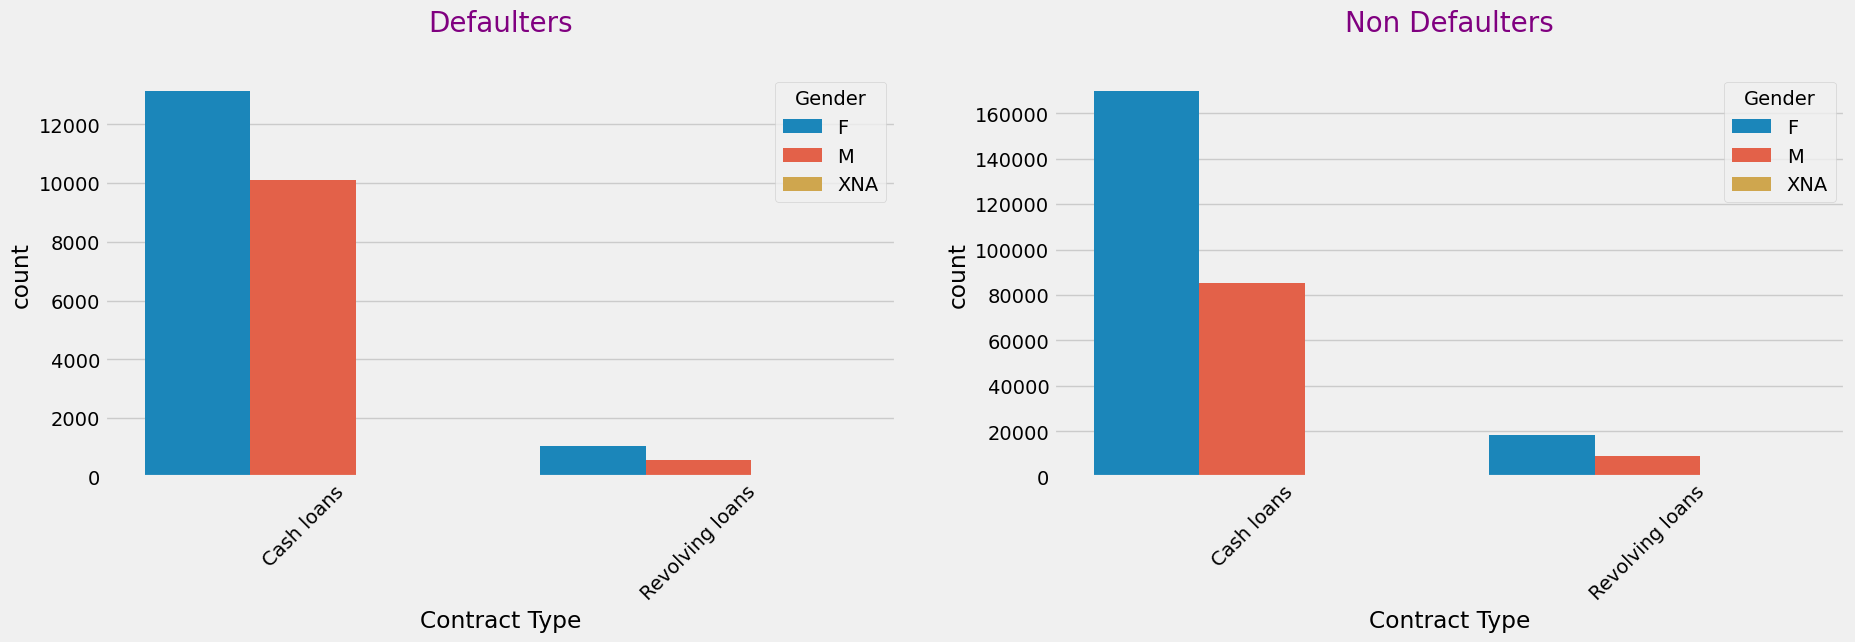 Defaulters
Gender
F
M
XNA
12000
10000
8000
6000
4000
2000
0
count
Cash loans
Revolving loans
Contract Type
Non Defaulters
Gender
F
M
XNA
160000
140000
120000
100000
80000
60000
40000
20000
0
count
Cash loans
Revolving loans
Contract Type